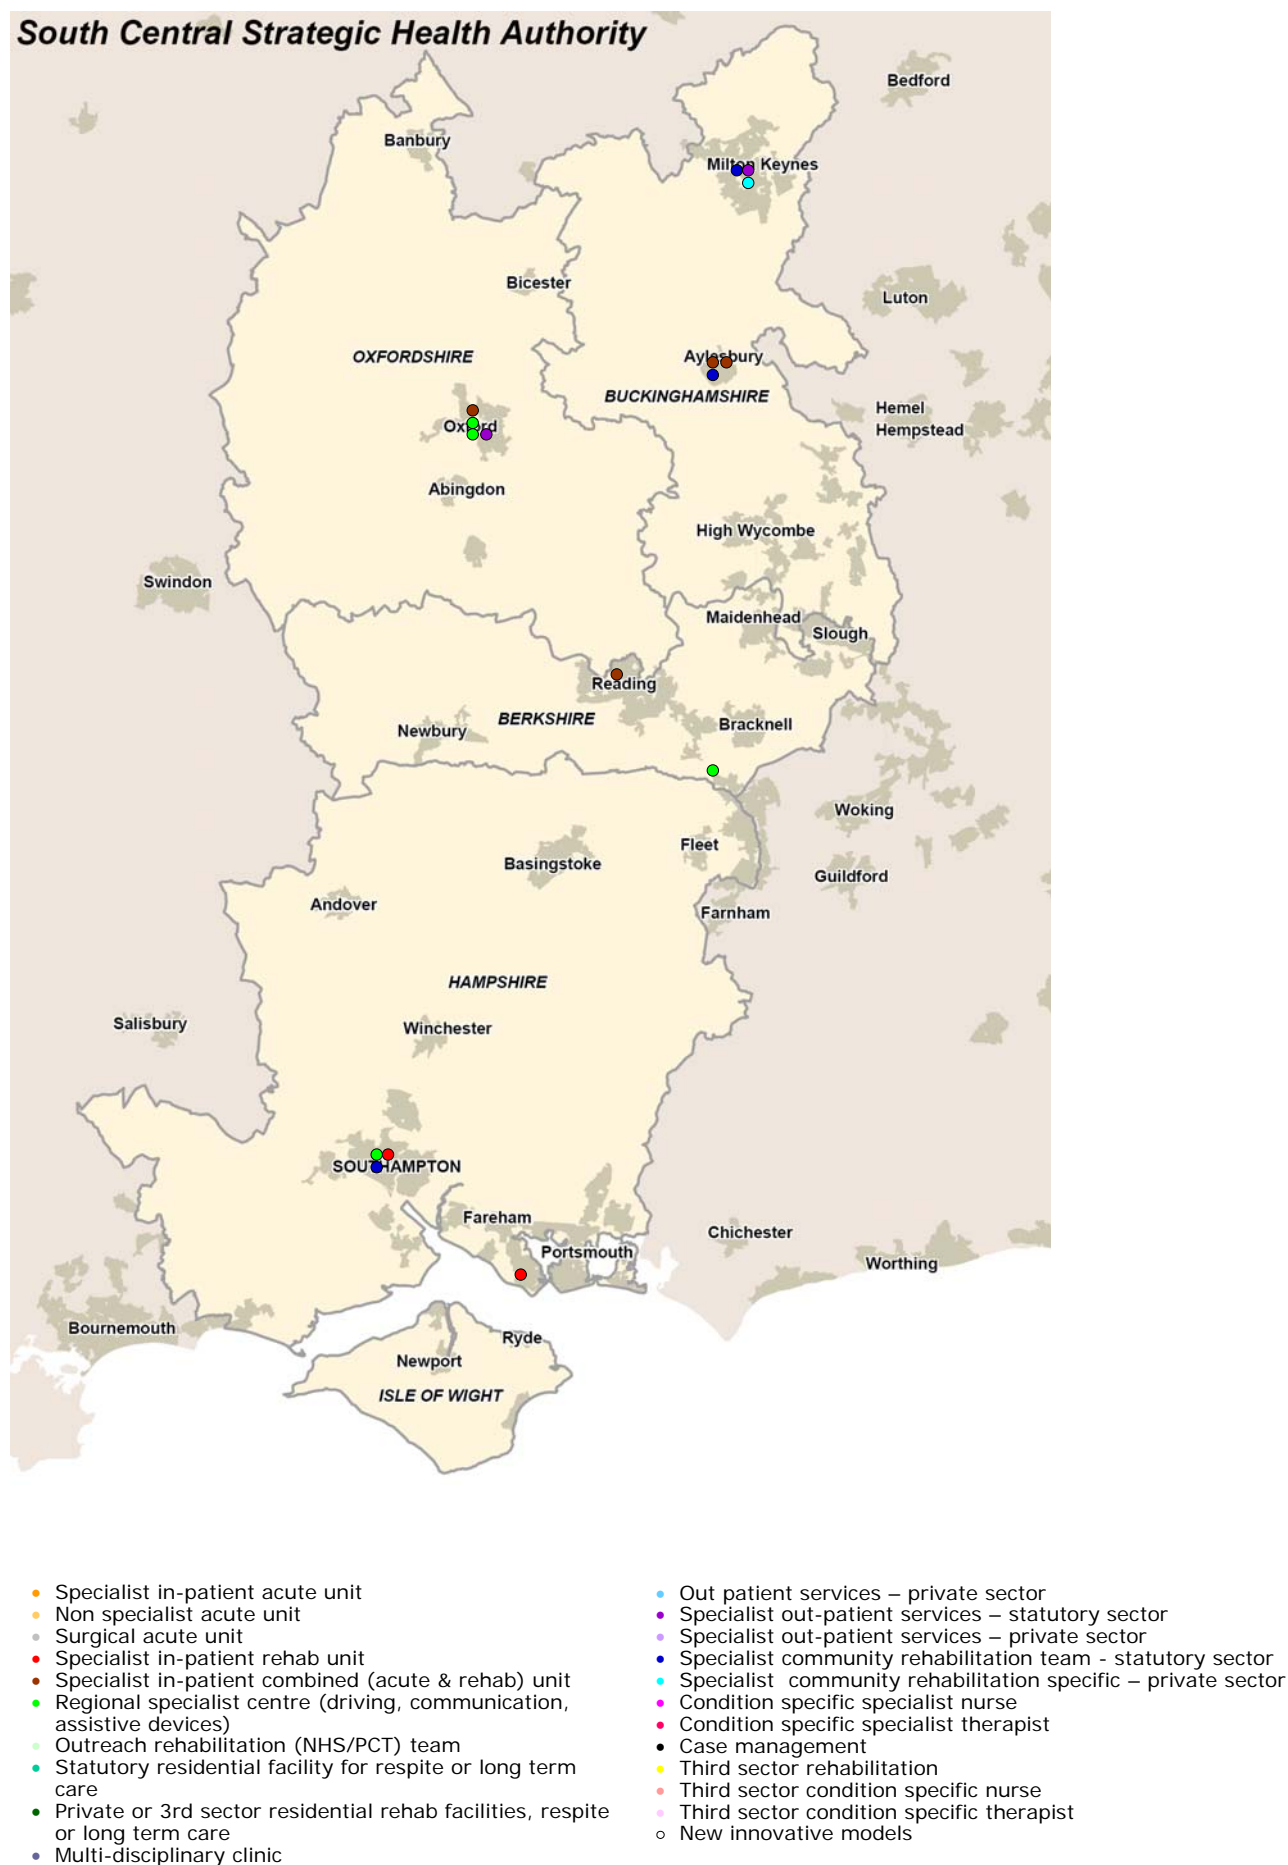 South Central Strategic Health Authority
Bedford
Banbury
Milton Keynes
Bicester
Luton
OXFORDSHIRE
Aylesbury
BUCKINGHAMSHIRE
Hemel
Hempstead
Oxford
Abingdon
High Wycombe
Swindon
Maidenhead
Slough
Reading
BERKSHIRE
Newbury
Bracknell
Woking
Fleet
Basingstoke
Guildford
Andover
Farnham
HAMPSHIRE
Salisbury
Winchester
SOUTHAMPTON
Fareham
Chichester
Portsmouth
Worthing
Bournemouth
Ryde
Newport
ISLE OF WIGHT
Specialist in-patient acute unit
Non specialist acute unit
Surgical acute unit
Specialist in-patient rehab unit
Specialist in-patient combined (acute & rehab) unit
Regional specialist centre (driving, communication,
assistive devices)
Outreach rehabilitation (NHS/PCT) team
Statutory residential facility for respite or long term
care
Private or 3rd sector residential rehab facilities, respite
or long term care
Multi-disciplinary clinic
Out patient services – private sector
Specialist out-patient services – statutory sector
Specialist out-patient services – private sector
Specialist community rehabilitation team - statutory sector
Specialist community rehabilitation specific – private sector
Condition specific specialist nurse
Condition specific specialist therapist
Case management
Third sector rehabilitation
Third sector condition specific nurse
Third sector condition specific therapist
New innovative models